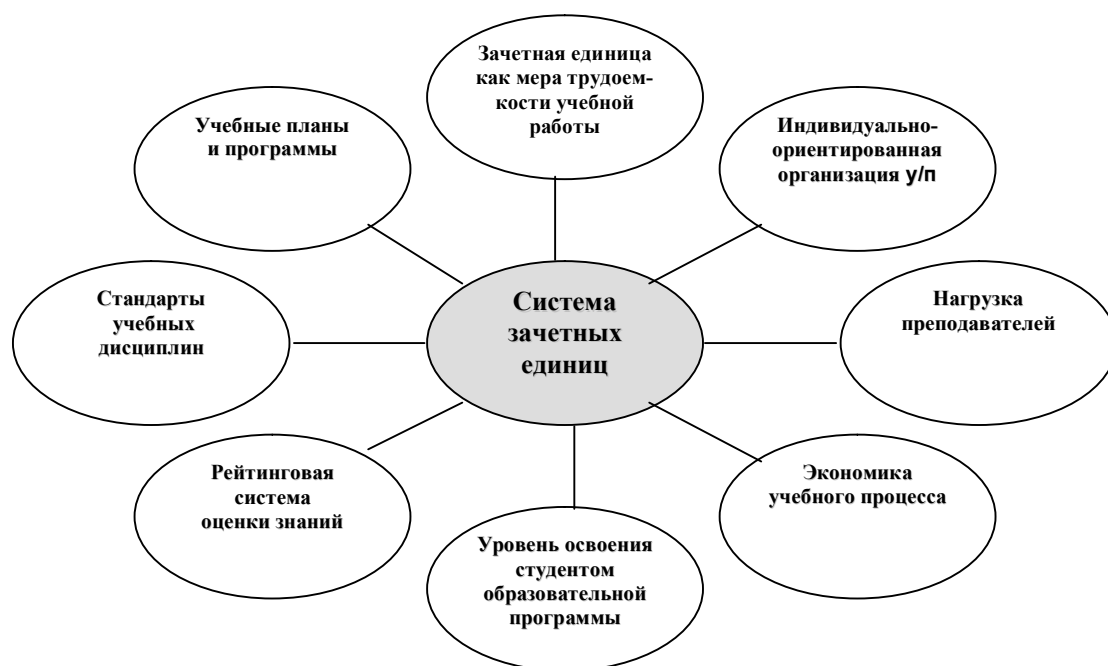 Зачетная единица
как мера трудоем-
кости учебной
работы
Учебные планы
и программы
Индивидуально-
ориентированная
организация у/п
Стандарты
учебных
дисциплин
Система
зачетных
единиц
Нагрузка
преподавателей
Рейтинговая
система
оценки знаний
Экономика
учебного процесса
Уровень освоения
студентом
образовательной
программы